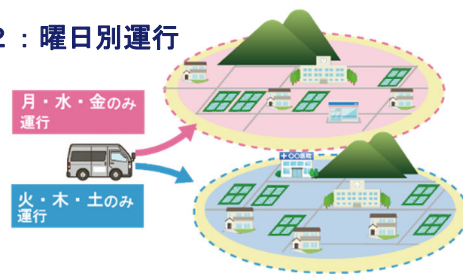 ２：曜日別運行
月・水・金のみ
運行
火・木・土のみ
運行